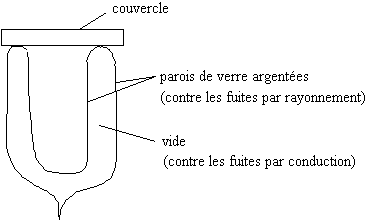 couvercle
parois de verre argentées
(contre les fuites par rayonnement)
vide
(contre les fuites par conduction)